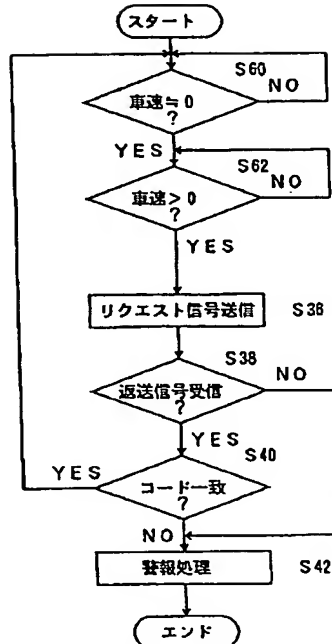 スタート
S60
NO
車速≒0
?
YES
S62
NO
車速>0
?
YES
リクエスト信号送信
S36
S38
NO
返送信号受信
?
YES
S40
YES
コード一致
?
NO
警報処理
S42
エンド